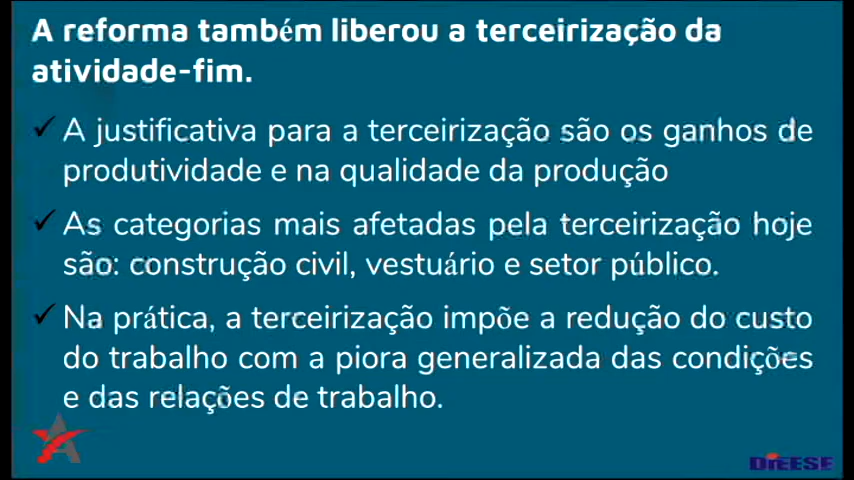 A reforma também liberou a terceirização da
atividade-fim.
A justificativa para a terceirização são os ganhos de
produtividade e na qualidade da produção
As categorias mais afetadas pela terceirização hoje
são: construção civil, vestuário e setor público.
Na prática, a terceirização impõe a redução do custo
do trabalho com a piora generalizada das condições
e das relações de trabalho.
DIEESE